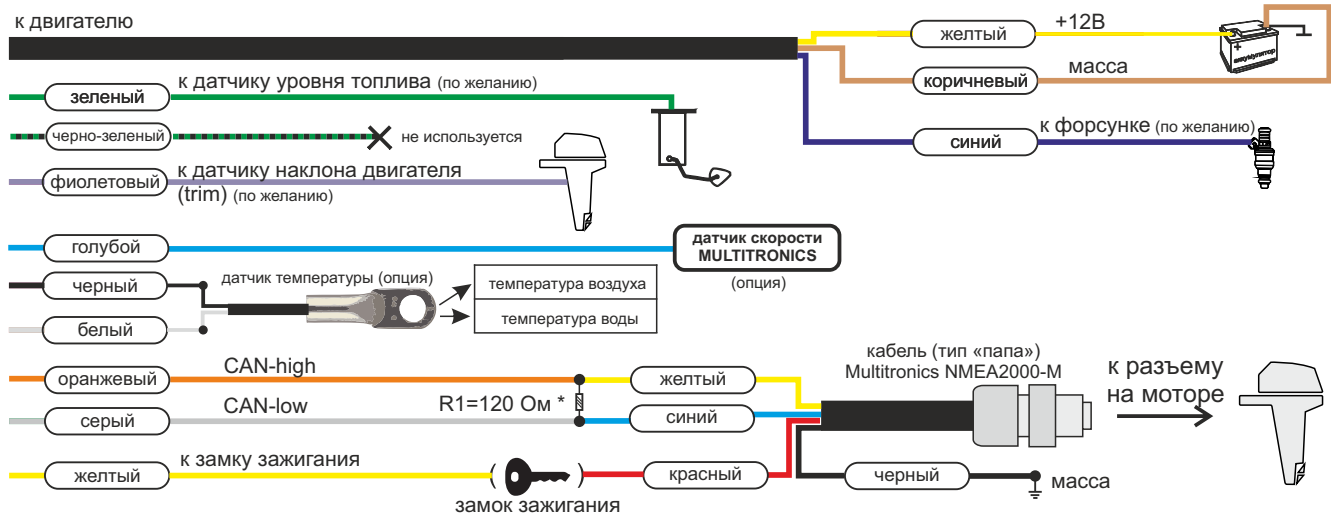 к двигателю
желтый
+12В
аккумулятор
коричневый
масса
зеленый
к датчику уровня топлива (по желанию)
черно-зеленый
не используется
синий
к форсунке (по желанию)
фиолетовый
к датчику наклона двигателя
(trim) (по желанию)
голубой
датчик скорости
MULTITRONICS
(опция)
черный
датчик температуры (опция)
температура воздуха
температура воды
белый
оранжевый
CAN-high
желтый
кабель (тип «папа»)
Multitronics NMEA2000-M
к разъему
на моторе
серый
CAN-low
R1=120 Ом *
синий
желтый
к замку зажигания
замок зажигания
красный
черный
масса